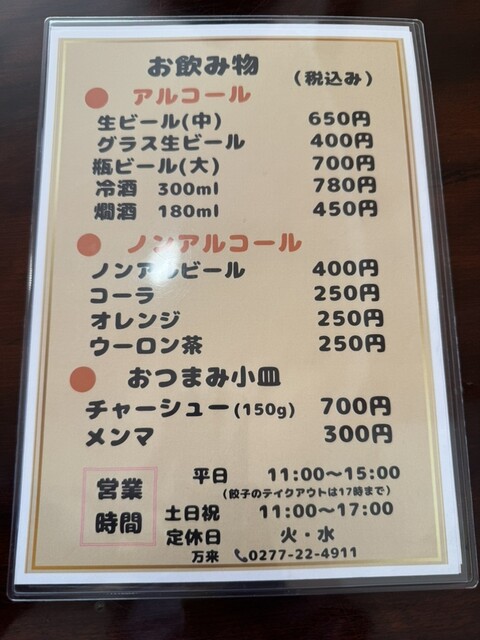 お飲み物 (税込み)
アルコール
生ビール(中) 650円
グラス生ビール 400円
瓶ビール(大) 700円
冷酒 300ml 780円
燗酒 180ml 450円
ノンアルコール
ノンアルビール 400円
コーラ 250円
オレンジ 250円
ウーロン茶 250円
おつまみ小皿
チャーシュー(150g) 700円
メンマ 300円
営業時間
平日 11:00～15:00
(餃子のテイクアウトは17時まで)
土日祝 11:00～17:00
定休日 火・水
万来 📞0277-22-4911